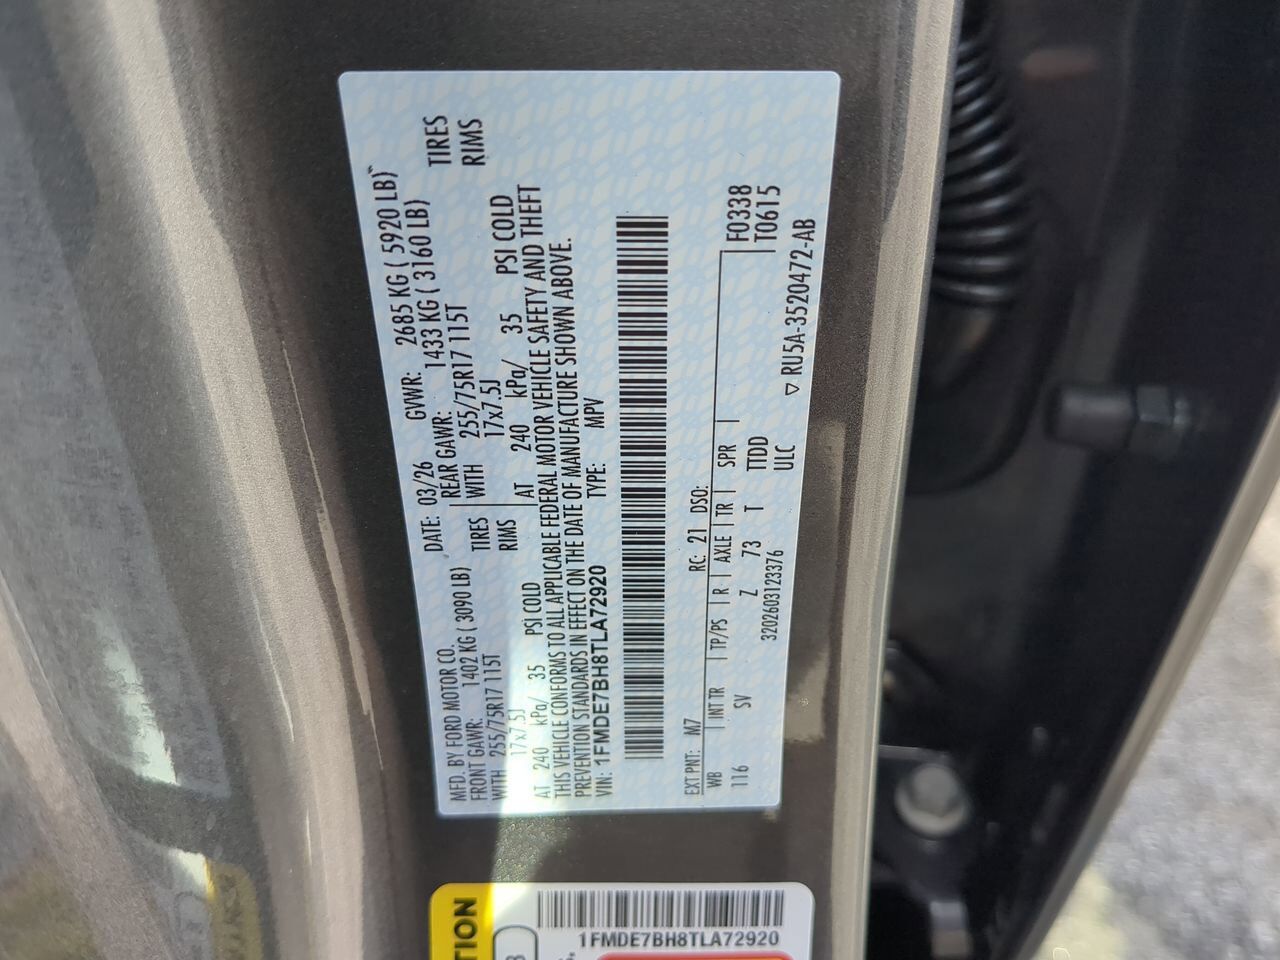 MFD. BY FORD MOTOR CO.
DATE: 03/26 GVWR: 2685 KG ( 5920 LB)
FRONT GAWR: 1402 KG ( 3090 LB)
REAR GAWR: 1433 KG ( 3160 LB)
WITH 255/75R17 115T TIRES
WITH 255/75R17 115T TIRES
17x7.5J RIMS
17x7.5J RIMS
AT 240 kPa/ 35 PSI COLD
AT 240 kPa/ 35 PSI COLD
THIS VEHICLE CONFORMS TO ALL APPLICABLE FEDERAL MOTOR VEHICLE SAFETY AND THEFT
PREVENTION STANDARDS IN EFFECT ON THE DATE OF MANUFACTURE SHOWN ABOVE.
VIN: 1FMDE7BH8TLA72920 TYPE: MPV
EXT PNT: M7 RC: 21 DSO:
WB INT TR TP/PS R AXLE TR SPR F0338
116 SV Z 73 T TTDD T0615
3202603123376 ULC
▽ RU5A-3520472-AB
TION
1FMDE7BH8TLA72920